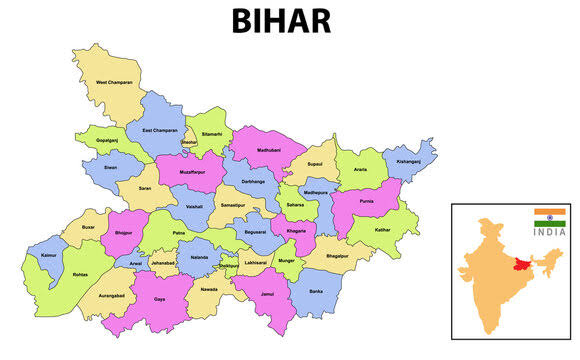 BIHAR
West Champaran
East Champaran
Gopalganj
Sheohar
Sitamarhi
Siwan
Muzaffarpur
Madhubani
Supaul
Araria
Kishanganj
Saran
Darbhanga
Madhepura
Purnia
Vaishali
Samastipur
Saharsa
Katihar
Buxar
Bhojpur
Patna
Begusarai
Khagaria
Bhagalpur
Kaimur
Rohtas
Arwal
Jehanabad
Nalanda
Sheikhpura
Lakhisarai
Munger
Aurangabad
Gaya
Nawada
Jamui
Banka
INDIA